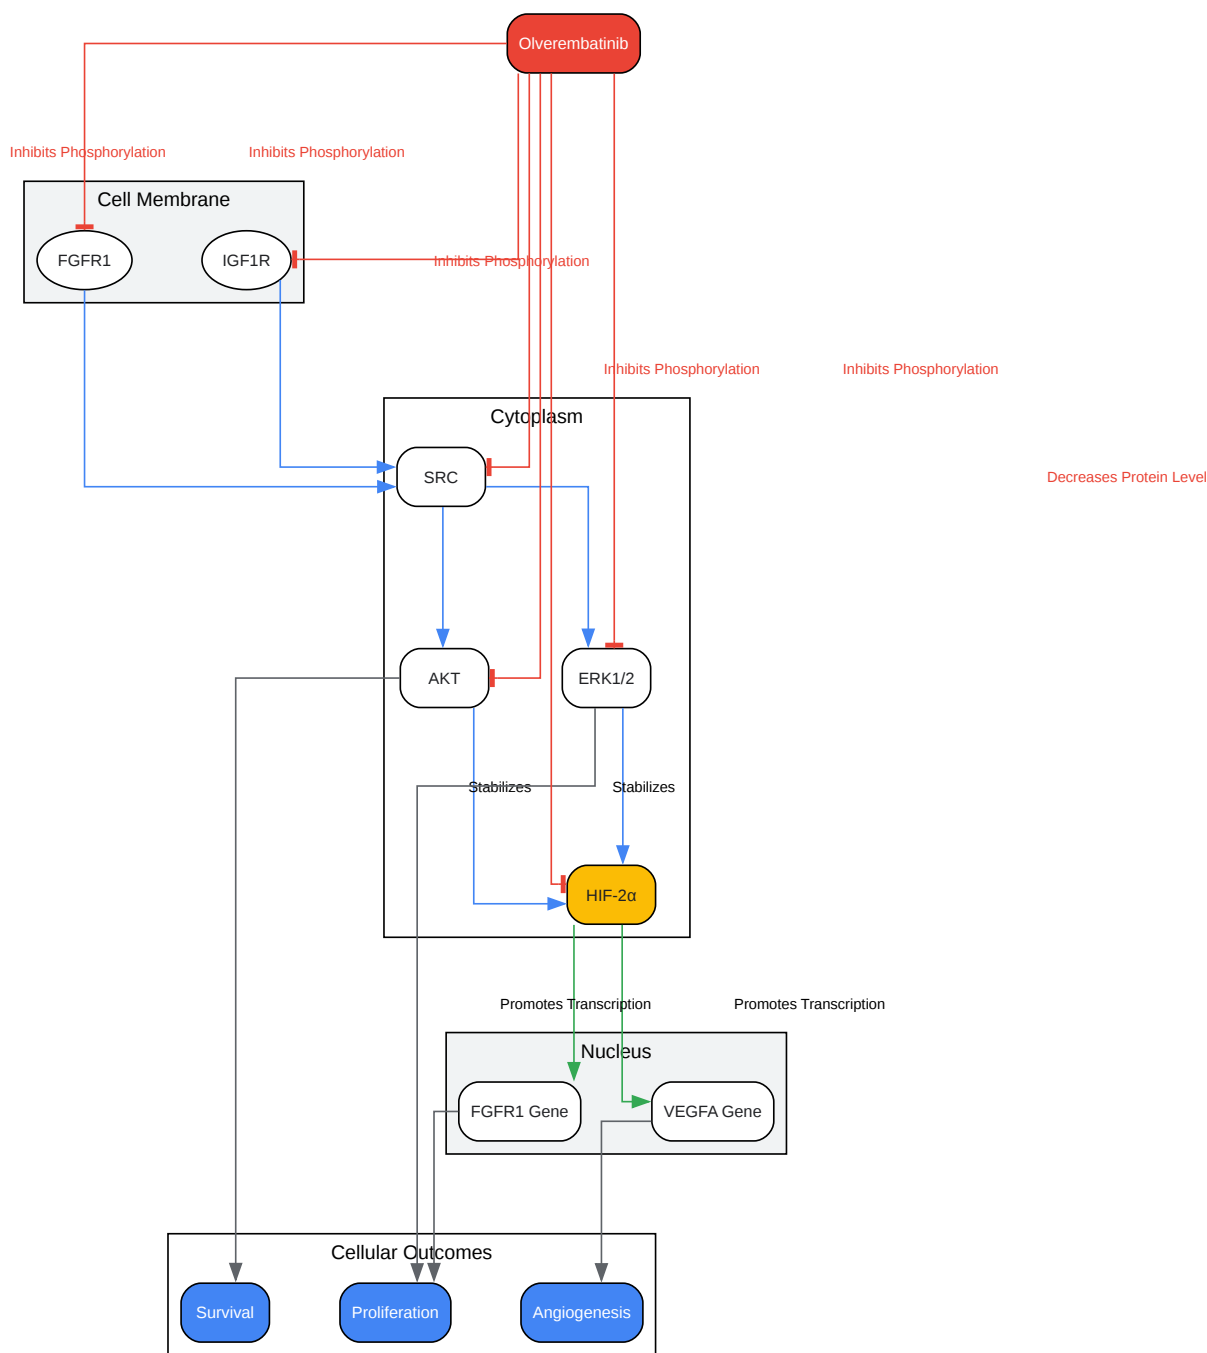 Olverembatinib
Inhibits Phosphorylation
Inhibits Phosphorylation
Cell Membrane
FGFR1
IGF1R
Inhibits Phosphorylation
Inhibits Phosphorylation
Inhibits Phosphorylation
Cytoplasm
SRC
Decreases Protein Level
AKT
ERK1/2
Stabilizes
Stabilizes
HIF-2α
Promotes Transcription
Promotes Transcription
Nucleus
FGFR1 Gene
VEGFA Gene
Cellular Outcomes
Survival
Proliferation
Angiogenesis